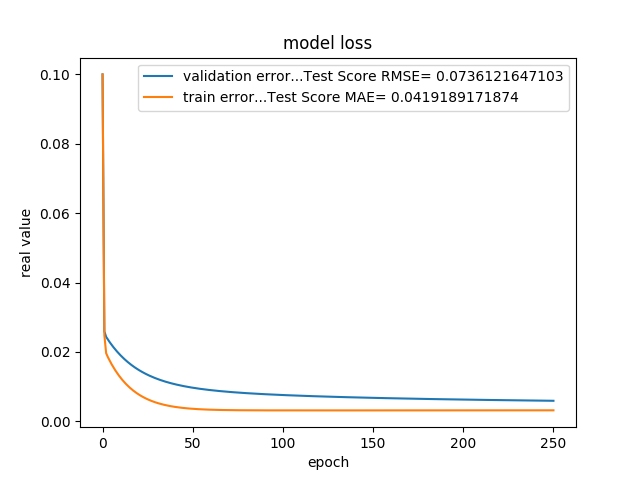 model loss
validation error...Test Score RMSE= 0.0736121647103
train error...Test Score MAE= 0.0419189171874
real value
0.10
0.08
0.06
0.04
0.02
0.00
0 50 100 150 200 250
epoch